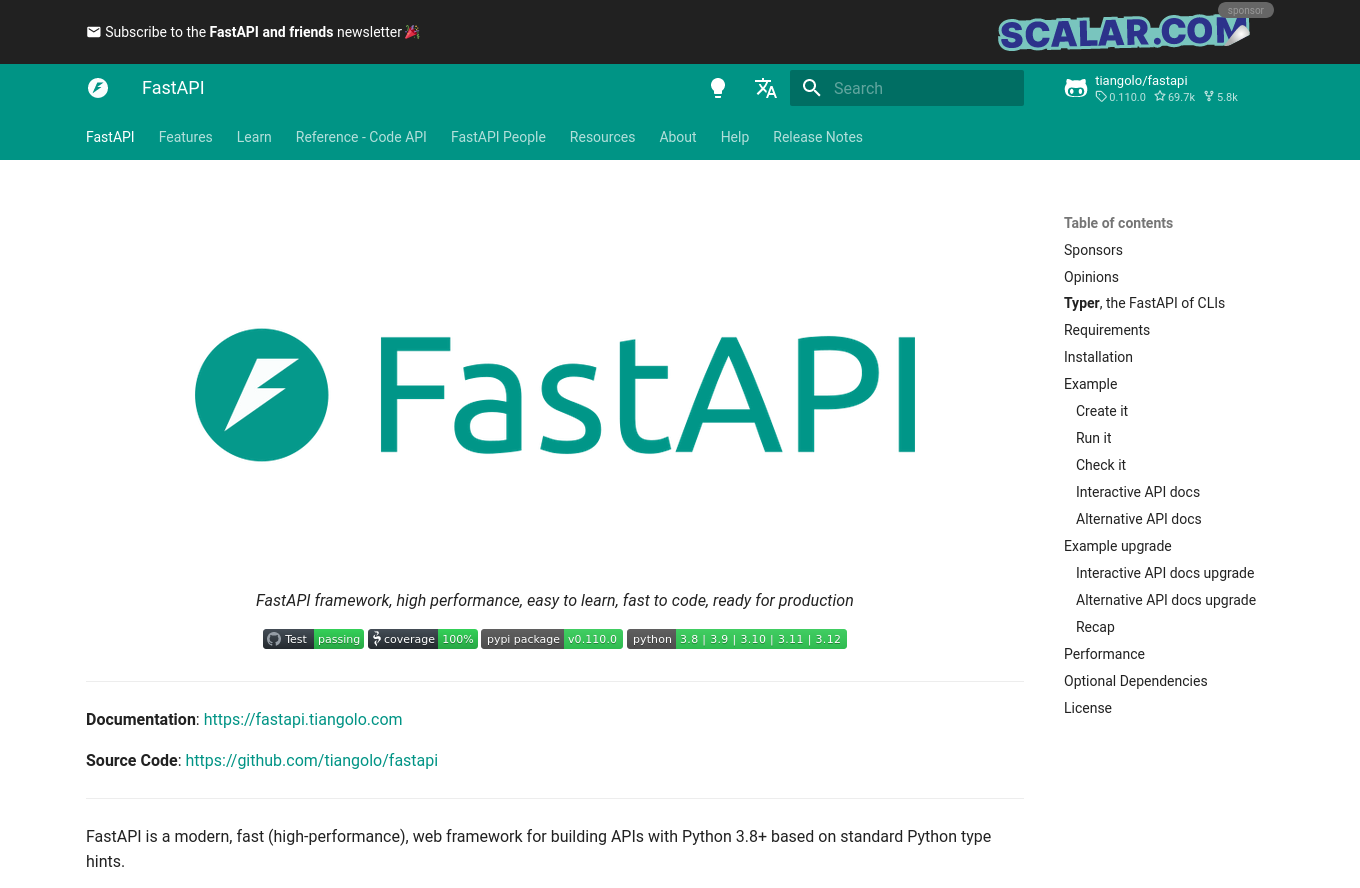 Subscribe to the FastAPI and friends newsletter 🎉
SCALAR.COM
sponsor
FastAPI
Search
tiangolo/fastapi
0.110.0 69.7k 5.8k
FastAPI Features Learn Reference - Code API FastAPI People Resources About Help Release Notes
FastAPI
FastAPI framework, high performance, easy to learn, fast to code, ready for production
Test passing coverage 100% pypi package v0.110.0 python 3.8 | 3.9 | 3.10 | 3.11 | 3.12
Documentation: https://fastapi.tiangolo.com
Source Code: https://github.com/tiangolo/fastapi
FastAPI is a modern, fast (high-performance), web framework for building APIs with Python 3.8+ based on standard Python type
hints.
Table of contents
Sponsors
Opinions
Typer, the FastAPI of CLIs
Requirements
Installation
Example
Create it
Run it
Check it
Interactive API docs
Alternative API docs
Example upgrade
Interactive API docs upgrade
Alternative API docs upgrade
Recap
Performance
Optional Dependencies
License